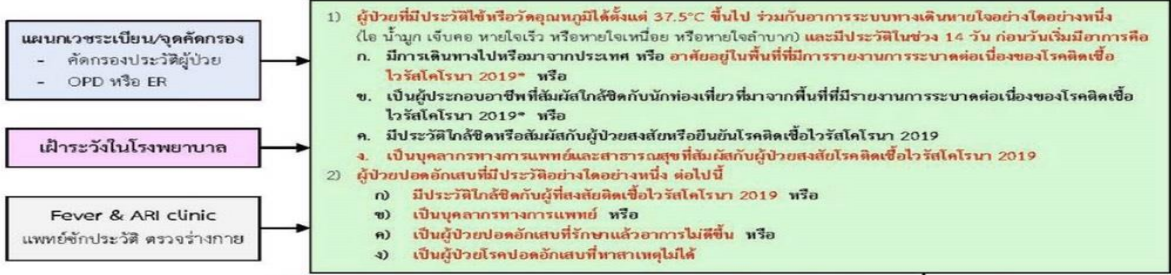 แผนกเวชระเบียน/จุดคัดกรอง
- คัดกรองประวัติผู้ป่วย
- OPD หรือ ER
เฝ้าระวังในโรงพยาบาล
Fever & ARI clinic
แพทย์ซักประวัติ ตรวจร่างกาย
1) ผู้ป่วยที่มีประวัติไข้หรือวัดอุณหภูมิได้ตั้งแต่ 37.5°C ขึ้นไป ร่วมกับอาการระบบทางเดินหายใจอย่างใดอย่างหนึ่ง
(ไอ น้ำมูก เจ็บคอ หายใจเร็ว หรือหายใจเหนื่อย หรือหายใจลำบาก) และมีประวัติในช่วง 14 วัน ก่อนวันเริ่มมีอาการคือ
ก. มีการเดินทางไปหรือมาจากประเทศ หรือ อาศัยอยู่ในพื้นที่ที่มีการรายงานการระบาดต่อเนื่องของโรคติดเชื้อ
ไวรัสโคโรนา 2019* หรือ
ข. เป็นผู้ประกอบอาชีพที่สัมผัสใกล้ชิดกับนักท่องเที่ยวที่มาจากพื้นที่ที่มีรายงานการระบาดต่อเนื่องของโรคติดเชื้อ
ไวรัสโคโรนา 2019* หรือ
ค. มีประวัติใกล้ชิดหรือสัมผัสกับผู้ป่วยสงสัยหรือยืนยันโรคติดเชื้อไวรัสโคโรนา 2019
ง. เป็นบุคลากรทางการแพทย์และสาธารณสุขที่สัมผัสกับผู้ป่วยสงสัยโรคติดเชื้อไวรัสโคโรนา 2019
2) ผู้ป่วยปอดอักเสบที่มีประวัติอย่างใดอย่างหนึ่ง ต่อไปนี้
ก) มีประวัติใกล้ชิดกับผู้ที่สงสัยติดเชื้อไวรัสโคโรนา 2019 หรือ
ข) เป็นบุคลากรทางการแพทย์ หรือ
ค) เป็นผู้ป่วยปอดอักเสบที่รักษาแล้วอาการไม่ดีขึ้น หรือ
ง) เป็นผู้ป่วยโรคปอดอักเสบที่หาสาเหตุไม่ได้